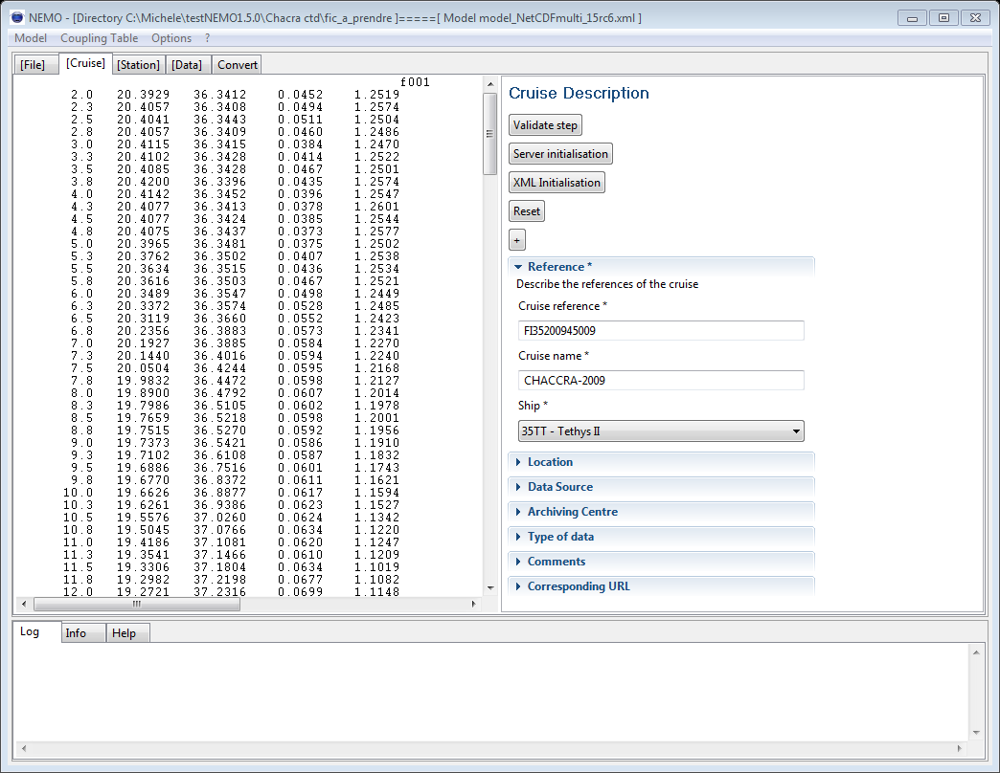 NEMO - [Directory C:\Michele\testNEMO1.5.0\Chacra ctd\fic_a_prendre ]=====[ Model model_NetCDFmulti_15rc6.xml ]
Model Coupling Table Options ?
[File] [Cruise] [Station] [Data] Convert
f001
2.0 20.3929 36.3412 0.0452 1.2519
2.3 20.4057 36.3408 0.0494 1.2574
2.5 20.4041 36.3443 0.0511 1.2504
2.8 20.4057 36.3409 0.0460 1.2486
3.0 20.4115 36.3415 0.0384 1.2470
3.3 20.4102 36.3428 0.0414 1.2522
3.5 20.4085 36.3428 0.0467 1.2501
3.8 20.4200 36.3396 0.0435 1.2574
4.0 20.4142 36.3452 0.0396 1.2547
4.3 20.4077 36.3413 0.0378 1.2601
4.5 20.4077 36.3424 0.0385 1.2544
4.8 20.4075 36.3437 0.0373 1.2577
5.0 20.3965 36.3481 0.0375 1.2502
5.3 20.3762 36.3502 0.0407 1.2538
5.5 20.3634 36.3515 0.0436 1.2534
5.8 20.3616 36.3503 0.0467 1.2521
6.0 20.3489 36.3547 0.0498 1.2449
6.3 20.3372 36.3574 0.0528 1.2485
6.5 20.3119 36.3660 0.0552 1.2423
6.8 20.2356 36.3883 0.0573 1.2341
7.0 20.1927 36.3885 0.0584 1.2270
7.3 20.1440 36.4016 0.0594 1.2240
7.5 20.0504 36.4244 0.0595 1.2168
7.8 19.9832 36.4472 0.0598 1.2127
8.0 19.8900 36.4792 0.0607 1.2014
8.3 19.7986 36.5105 0.0602 1.1978
8.5 19.7659 36.5218 0.0598 1.2001
8.8 19.7515 36.5270 0.0592 1.1956
9.0 19.7373 36.5421 0.0586 1.1910
9.3 19.7102 36.6108 0.0587 1.1832
9.5 19.6886 36.7516 0.0601 1.1743
9.8 19.6770 36.8372 0.0611 1.1621
10.0 19.6626 36.8877 0.0617 1.1594
10.3 19.6261 36.9386 0.0623 1.1527
10.5 19.5576 37.0260 0.0624 1.1342
10.8 19.5045 37.0766 0.0634 1.1220
11.0 19.4186 37.1081 0.0620 1.1247
11.3 19.3541 37.1466 0.0610 1.1209
11.5 19.3306 37.1804 0.0634 1.1019
11.8 19.2982 37.2198 0.0677 1.1082
12.0 19.2721 37.2316 0.0699 1.1148
Cruise Description
Validate step
Server initialisation
XML Initialisation
Reset
+
Reference *
Describe the references of the cruise
Cruise reference *
FI35200945009
Cruise name *
CHACCRA-2009
Ship *
35TT - Tethys II
Location
Data Source
Archiving Centre
Type of data
Comments
Corresponding URL
Log Info Help